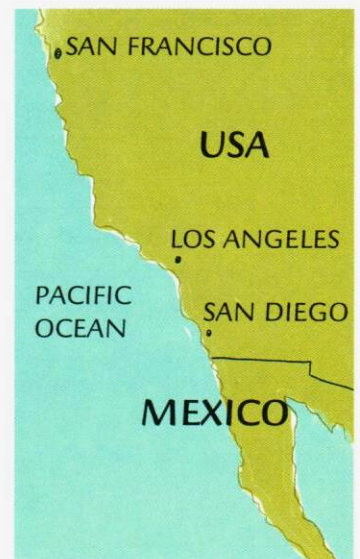 SAN FRANCISCO
USA
LOS ANGELES
PACIFIC
OCEAN
SAN DIEGO
MEXICO